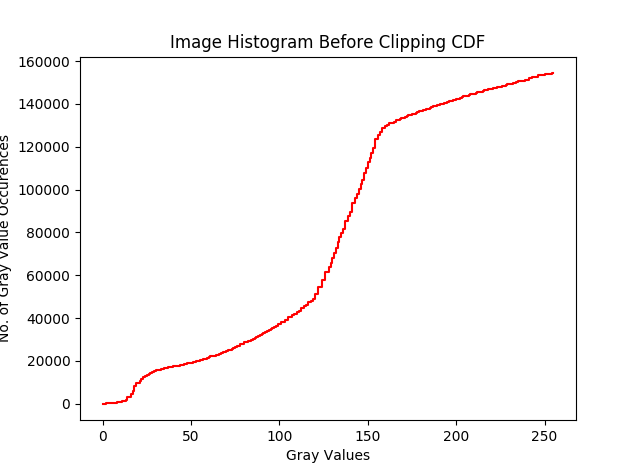 Image Histogram Before Clipping CDF
160000
140000
120000
100000
80000
60000
40000
20000
0
No. of Gray Value Occurences
0 50 100 150 200 250
Gray Values